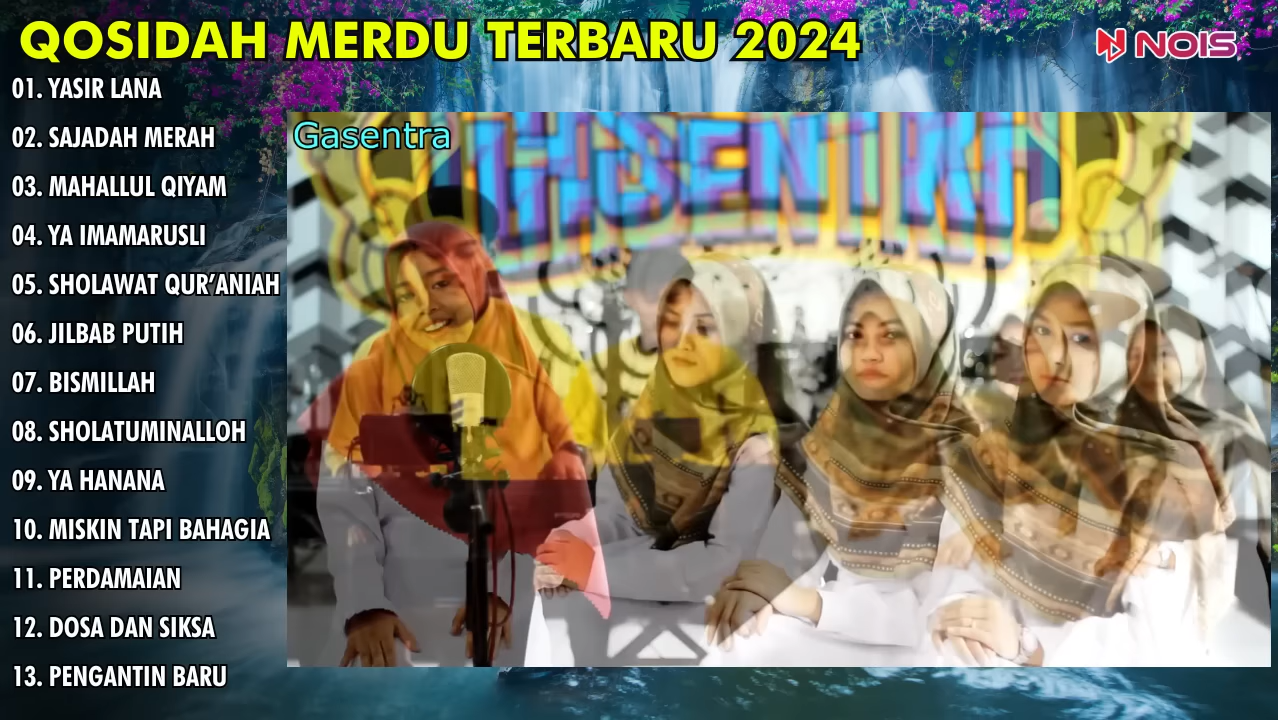 QOSIDAH MERDU TERBARU 2024
NOIS
01. YASIR LANA
Gasentra
02. SAJADAH MERAH
03. MAHALLUL QIYAM
04. YA IMAMARUSLI
05. SHOLAWAT QUR'ANIAH
06. JILBAB PUTIH
07. BISMILLAH
08. SHOLATUMINALLOH
09. YA HANANA
10. MISKIN TAPI BAHAGIA
11. PERDAMAIAN
12. DOSA DAN SIKSA
13. PENGANTIN BARU